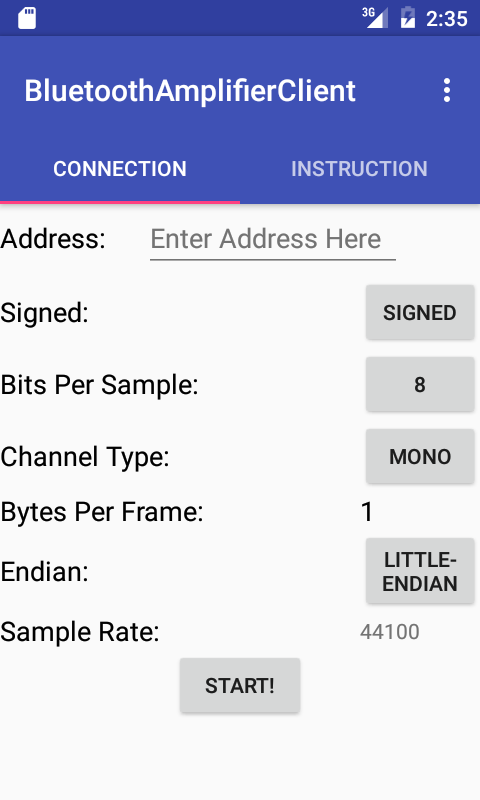 3G 2:35
BluetoothAmplifierClient
CONNECTION INSTRUCTION
Address: Enter Address Here
Signed: SIGNED
Bits Per Sample: 8
Channel Type: MONO
Bytes Per Frame: 1
Endian: LITTLE-
ENDIAN
Sample Rate: 44100
START!